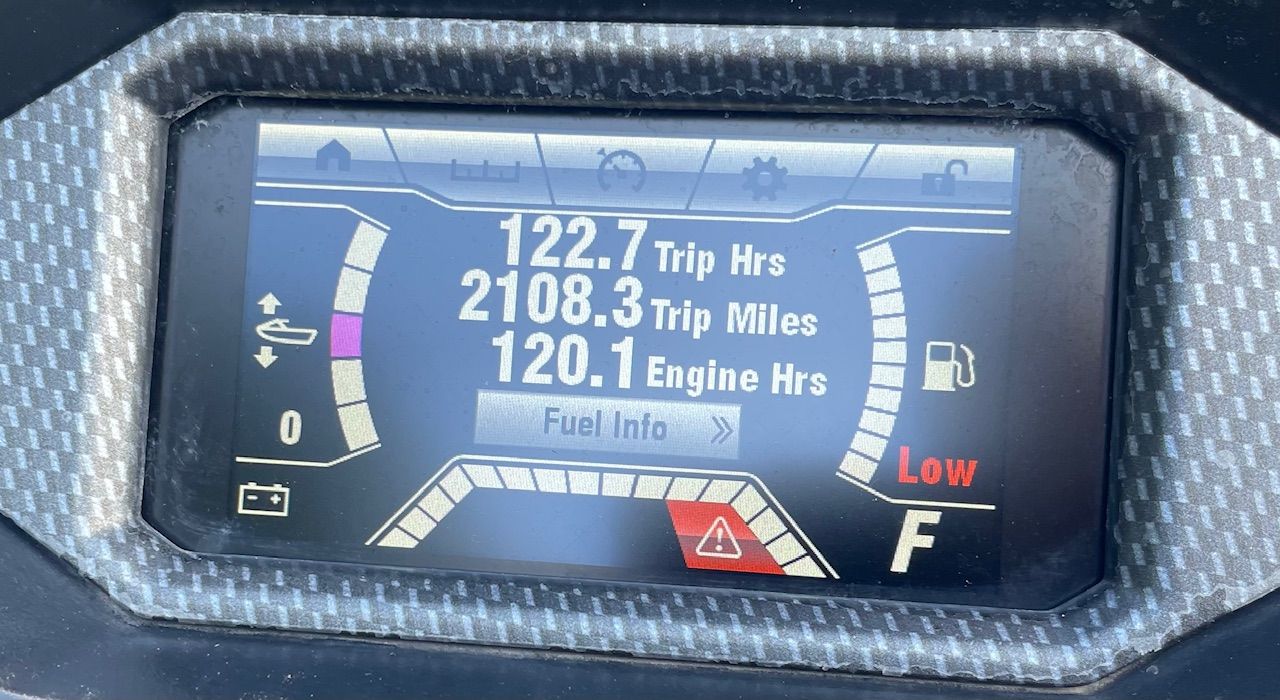 122.7 Trip Hrs
2108.3 Trip Miles
120.1 Engine Hrs
Fuel Info
0
Low
F